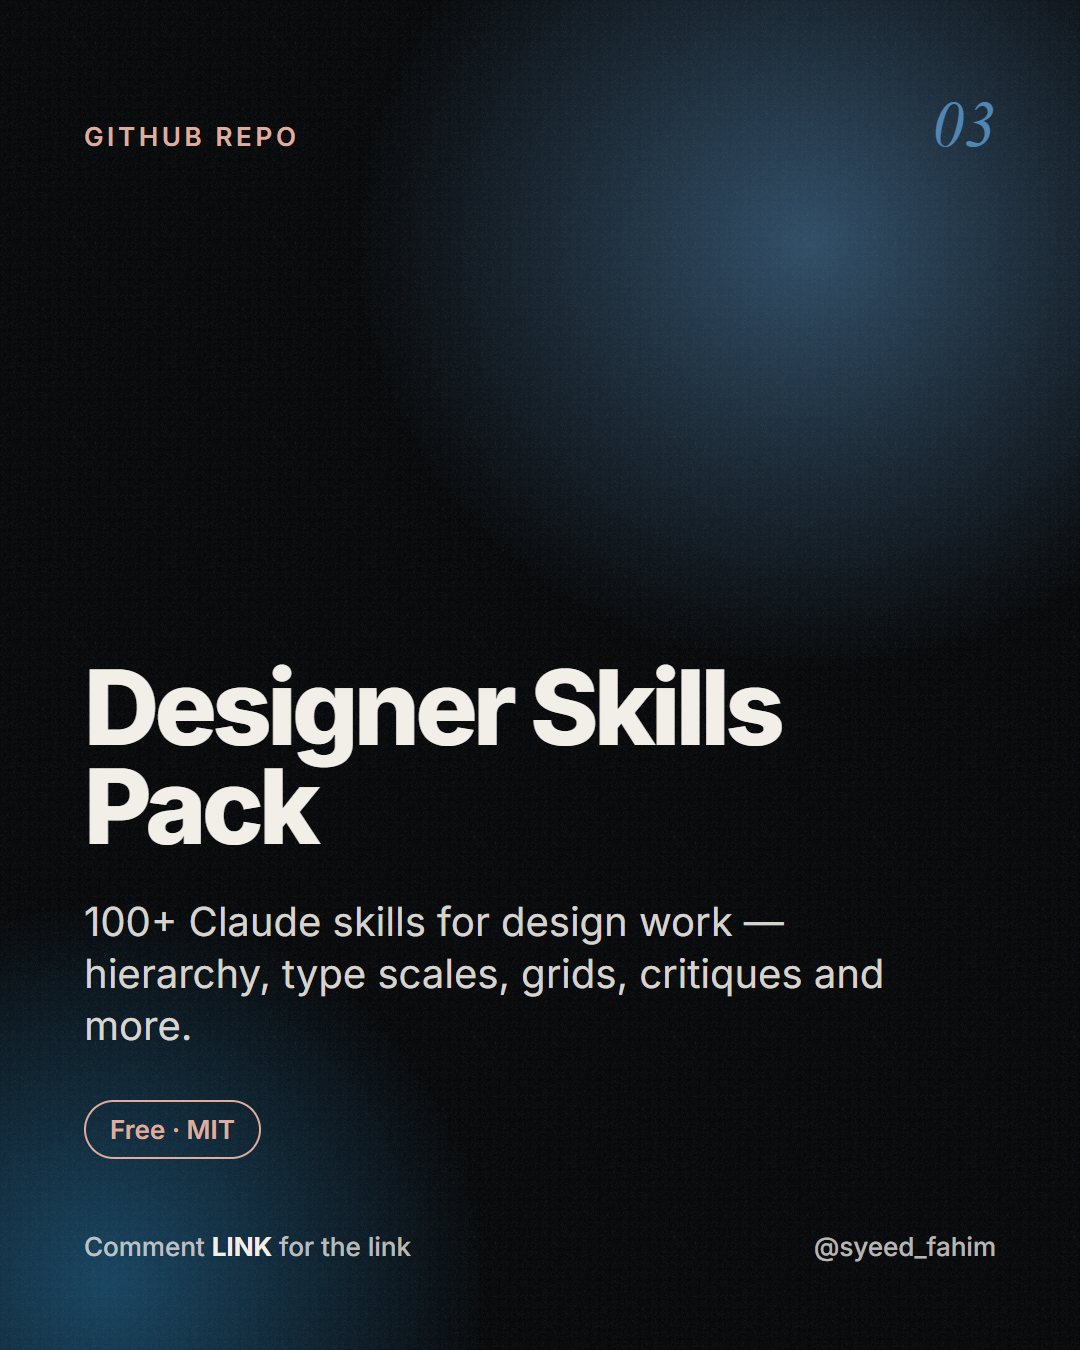 GITHUB REPO
03
Designer Skills
Pack
100+ Claude skills for design work —
hierarchy, type scales, grids, critiques and
more.
Free · MIT
Comment LINK for the link
@syeed_fahim